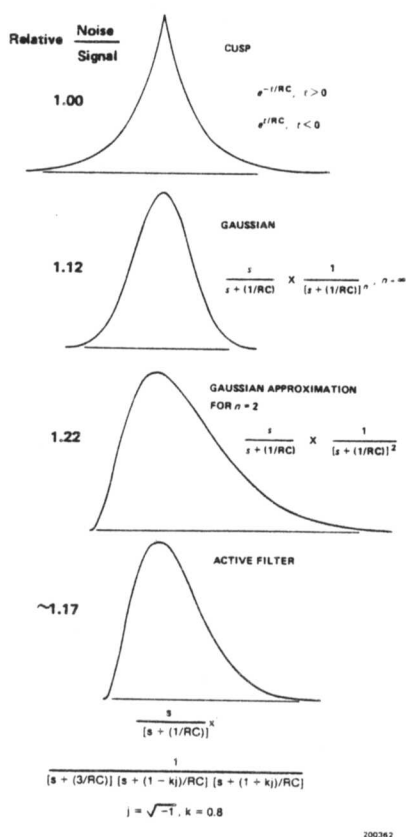 Relative Noise
Signal
CUSP
1.00
e^{-t/RC}, t > 0
e^{t/RC}, t < 0
GAUSSIAN
1.12
s
s + (1/RC)
X
1
[s + (1/RC)]^n
, n - ∞
GAUSSIAN APPROXIMATION
FOR n = 2
1.22
s
s + (1/RC)
X
1
[s + (1/RC)]^2
ACTIVE FILTER
~1.17
s
[s + (1/RC)]
x
1
[s + (3/RC)] [s + (1 - kj)/RC] [s + (1 + kj)/RC]
j = √-1, k = 0.8
200362